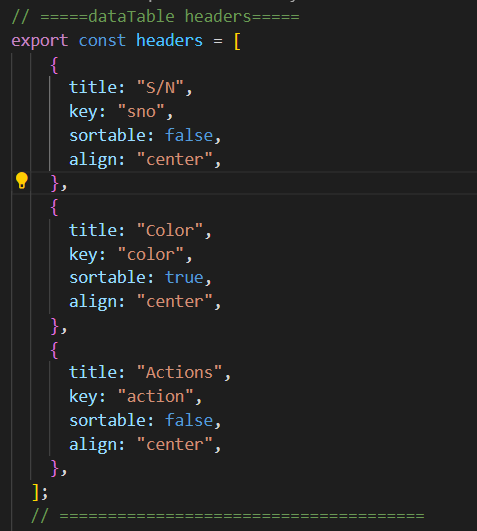 // =====dataTable headers=====
export const headers = [
{
title: "S/N",
key: "sno",
sortable: false,
align: "center",
},
{
title: "Color",
key: "color",
sortable: true,
align: "center",
},
{
title: "Actions",
key: "action",
sortable: false,
align: "center",
},
];
// =====================================